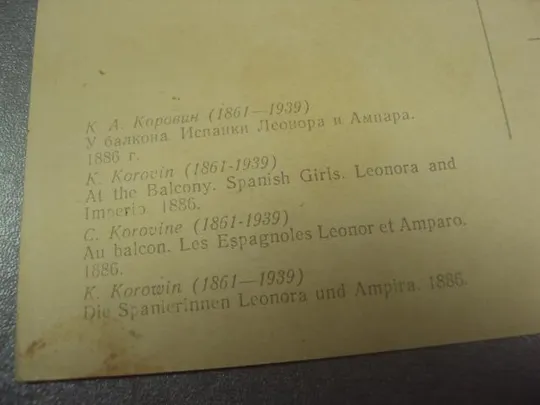 К. А. Коровин (1861—1939)
У балкона. Испанки Леонора и Ампара.
1886 г.
K. Korovin (1861-1939)
At the Balcony. Spanish Girls. Leonora and
Imperio. 1886.
C. Korovine (1861-1939)
Au balcon. Les Espagnoles Leonor et Amparo.
1886.
K. Korowin (1861—1939)
Die Spanierinnen Leonora und Ampira. 1886.